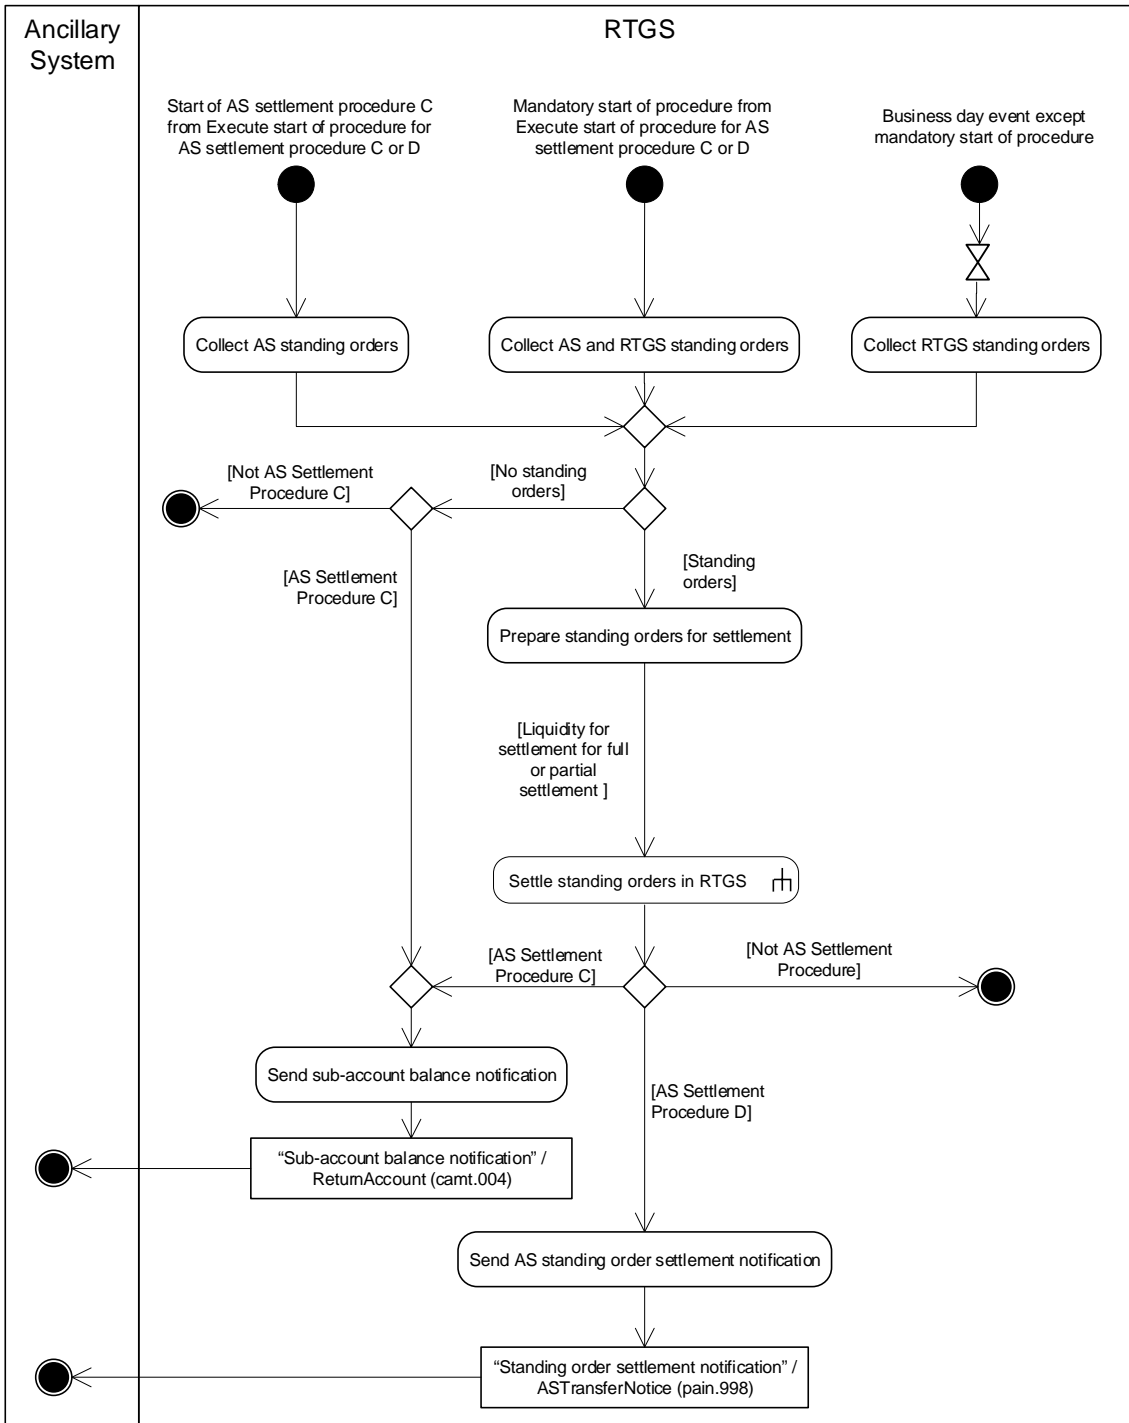 Ancillary
System
RTGS
Start of AS settlement procedure C
from Execute start of procedure for
AS settlement procedure C or D
Mandatory start of procedure from
Execute start of procedure for AS
settlement procedure C or D
Business day event except
mandatory start of procedure
Collect AS standing orders
Collect AS and RTGS standing orders
Collect RTGS standing orders
[Not AS Settlement
Procedure C]
[No standing
orders]
[AS Settlement
Procedure C]
[Standing
orders]
Prepare standing orders for settlement
[Liquidity for
settlement for full
or partial
settlement ]
Settle standing orders in RTGS
[AS Settlement
Procedure C]
[Not AS Settlement
Procedure]
Send sub-account balance notification
[AS Settlement
Procedure D]
“Sub-account balance notification” /
ReturnAccount (camt.004)
Send AS standing order settlement notification
“Standing order settlement notification” /
ASTransferNotice (pain.998)